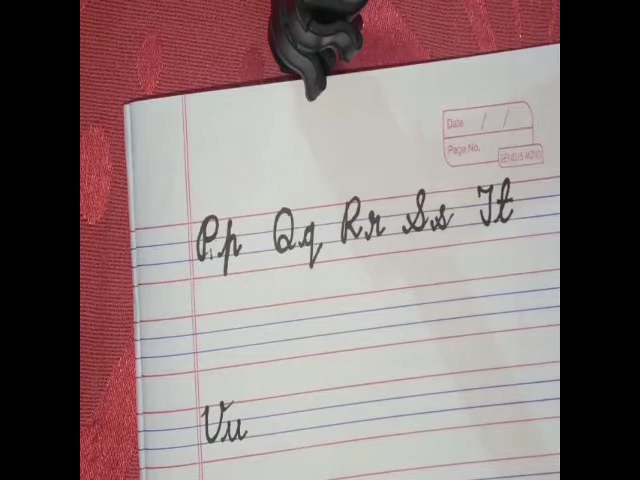 Date / /
Page No.
GENIUS MIND
Pp Qq Rr Ss Tt
Uu